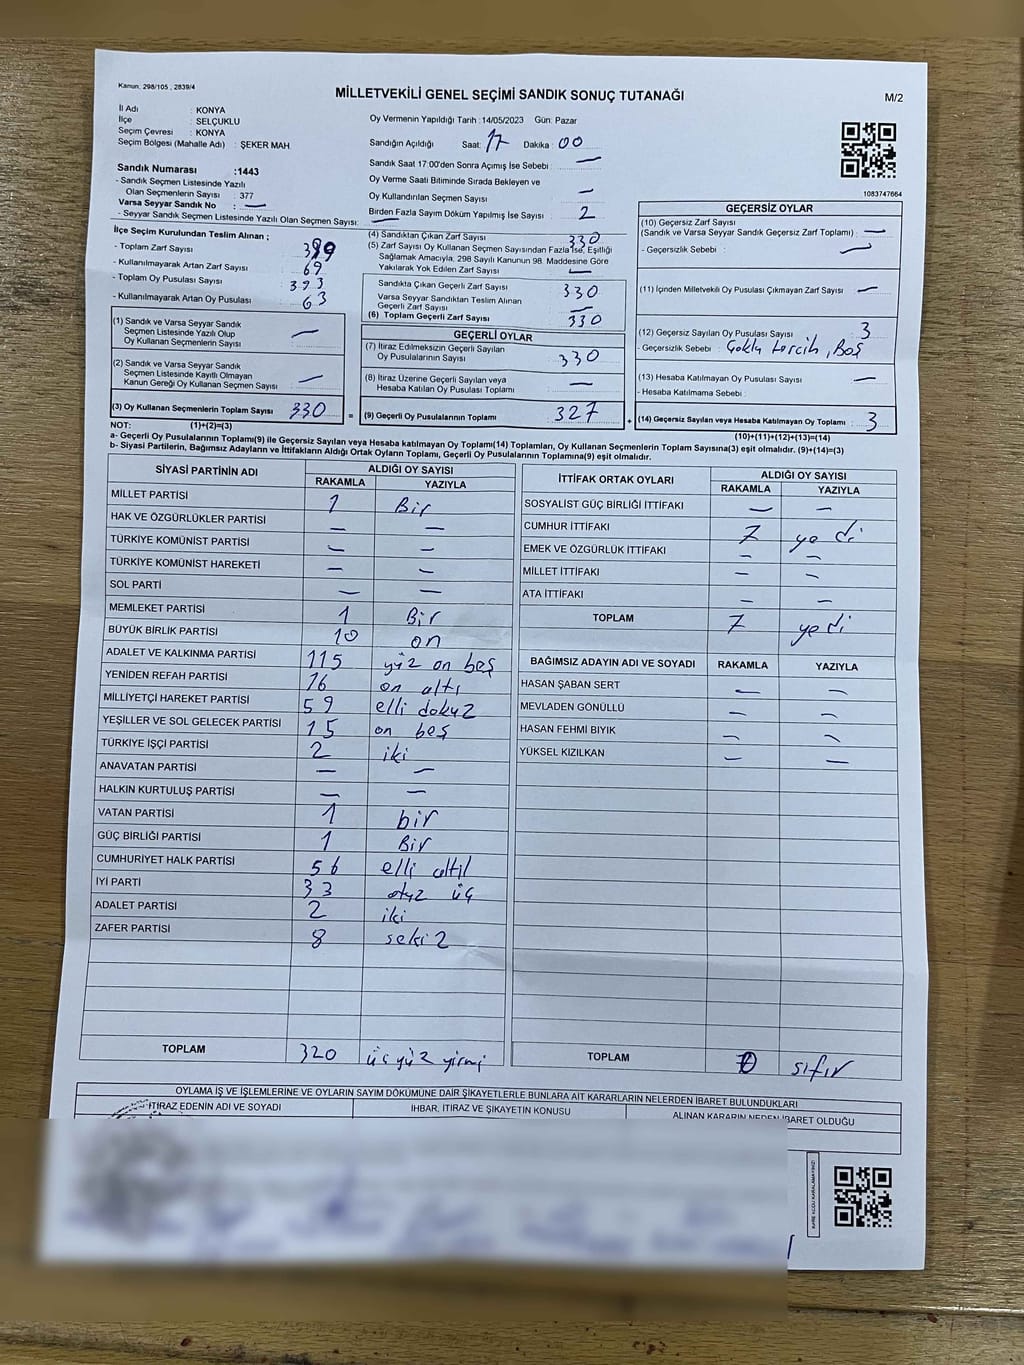 Kanun: 298/105 , 2839/4
MİLLETVEKİLİ GENEL SEÇİMİ SANDIK SONUÇ TUTANAĞI
M/2
İl Adı : KONYA
İlçe : SELÇUKLU
Seçim Çevresi : KONYA
Seçim Bölgesi (Mahalle Adı) : ŞEKER MAH.
Oy Vermenin Yapıldığı Tarih :14/05/2023 Gün: Pazar
Sandığın Açıldığı Saat: 17 Dakika : 00
Sandık Saat 17:00'den Sonra Açımış İse Sebebi : —
Oy Verme Saati Bitiminde Sırada Bekleyen ve
Oy Kullandırılan Seçmen Sayısı —
Birden Fazla Sayım Döküm Yapılmış İse Sayısı : 2
Sandık Numarası :1443
- Sandık Seçmen Listesinde Yazılı
Olan Seçmenlerin Sayısı : 377
Varsa Seyyar Sandık No : —
- Seyyar Sandık Seçmen Listesinde Yazılı Olan Seçmen Sayısı: —
1083747664
İlçe Seçim Kurulundan Teslim Alınan ;
- Toplam Zarf Sayısı : 399
- Kullanılmayarak Artan Zarf Sayısı : 69
- Toplam Oy Pusulası Sayısı : 393
- Kullanılmayarak Artan Oy Pusulası : 63
(1) Sandık ve Varsa Seyyar Sandık
Seçmen Listesinde Yazılı Olup
Oy Kullanan Seçmenlerin Sayısı : —
(2) Sandık ve Varsa Seyyar Sandık
Seçmen Listesinde Kayıtlı Olmayan
Kanun Gereği Oy Kullanan Seçmen Sayısı : —
(3) Oy Kullanan Seçmenlerin Toplam Sayısı 330
(4) Sandıktan Çıkan Zarf Sayısı : 330
(5) Zarf Sayısı Oy Kullanan Seçmen Sayısından Fazla İse, Eşitliği
Sağlamak Amacıyla, 298 Sayılı Kanunun 98. Maddesine Göre
Yakılarak Yok Edilen Zarf Sayısı : —
Sandıkta Çıkan Geçerli Zarf Sayısı : 330
Varsa Seyyar Sandıktan Teslim Alınan
Geçerli Zarf Sayısı : —
(6) Toplam Geçerli Zarf Sayısı : 330
GEÇERLİ OYLAR
(7) İtiraz Edilmeksizin Geçerli Sayılan
Oy Pusulalarının Sayısı : 330
(8) İtiraz Üzerine Geçerli Sayılan veya
Hesaba Katılan Oy Pusulası Toplamı : —
= (9) Geçerli Oy Pusulalarının Toplamı : 327
GEÇERSİZ OYLAR
(10) Geçersiz Zarf Sayısı
(Sandık ve Varsa Seyyar Sandık Geçersiz Zarf Toplamı) : —
- Geçersizlik Sebebi : —
(11) İçinden Milletvekili Oy Pusulası Çıkmayan Zarf Sayısı : —
(12) Geçersiz Sayılan Oy Pusulası Sayısı : 3
- Geçersizlik Sebebi : Çoklu tercih, Boş
(13) Hesaba Katılmayan Oy Pusulası Sayısı : —
- Hesaba Katılmama Sebebi :
+ (14) Geçersiz Sayılan veya Hesaba Katılmayan Oy Toplamı : 3
NOT: (1)+(2)=(3)
(10)+(11)+(12)+(13)=(14)
a- Geçerli Oy Pusulalarının Toplamı(9) ile Geçersiz Sayılan veya Hesaba katılmayan Oy Toplamı(14) Toplamları, Oy Kullanan Seçmenlerin Toplam Sayısına(3) eşit olmalıdır. (9)+(14)=(3)
b- Siyasi Partilerin, Bağımsız Adayların ve İttifakların Aldığı Oyların Toplamı, Geçerli Oy Pusulalarının Toplamına(9) eşit olmalıdır.
SİYASİ PARTİNİN ADI ALDIĞI OY SAYISI
RAKAMLA YAZIYLA
MİLLET PARTİSİ 1 Bir
HAK VE ÖZGÜRLÜKLER PARTİSİ — —
TÜRKİYE KOMÜNİST PARTİSİ — —
TÜRKİYE KOMÜNİST HAREKETİ — —
SOL PARTİ — —
MEMLEKET PARTİSİ 1 Bir
BÜYÜK BİRLİK PARTİSİ 10 on
ADALET VE KALKINMA PARTİSİ 115 yüz on beş
YENİDEN REFAH PARTİSİ 16 on altı
MİLLİYETÇİ HAREKET PARTİSİ 59 elli dokuz
YEŞİLLER VE SOL GELECEK PARTİSİ 15 on beş
TÜRKİYE İŞÇİ PARTİSİ 2 iki
ANAVATAN PARTİSİ — —
HALKIN KURTULUŞ PARTİSİ — —
VATAN PARTİSİ 1 bir
GÜÇ BİRLİĞİ PARTİSİ 1 Bir
CUMHURİYET HALK PARTİSİ 56 elli altıl
İYİ PARTİ 33 otuz üç
ADALET PARTİSİ 2 iki
ZAFER PARTİSİ 8 sekiz
TOPLAM 320 üç yüz yirmi
İTTİFAK ORTAK OYLARI ALDIĞI OY SAYISI
RAKAMLA YAZIYLA
SOSYALİST GÜÇ BİRLİĞİ İTTİFAKI — —
CUMHUR İTTİFAKI 7 yedi
EMEK VE ÖZGÜRLÜK İTTİFAKI — —
MİLLET İTTİFAKI — —
ATA İTTİFAKI — —
TOPLAM 7 yedi
BAĞIMSIZ ADAYIN ADI VE SOYADI RAKAMLA YAZIYLA
HASAN ŞABAN SERT — —
MEVLADEN GÖNÜLLÜ — —
HASAN FEHMİ BIYIK — —
YÜKSEL KIZILKAN — —
TOPLAM 0 sıfır
OYLAMA İŞ VE İŞLEMLERİNE VE OYLARIN SAYIM DÖKÜMÜNE DAİR ŞİKAYETLERLE BUNLARA AİT KARARLARIN NELERDEN İBARET BULUNDUKLARI
İTİRAZ EDENİN ADI VE SOYADI İHBAR, İTİRAZ VE ŞİKAYETİN KONUSU ALINAN KARARIN NEDEN İBARET OLDUĞU